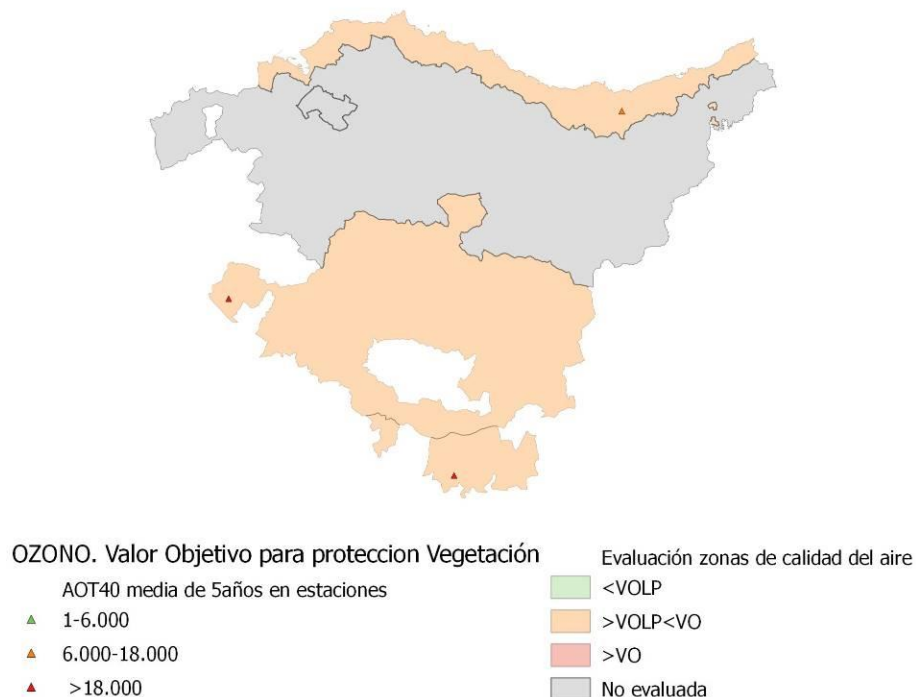 OZONO. Valor Objetivo para proteccion Vegetación
AOT40 media de 5años en estaciones
1-6.000
6.000-18.000
>18.000
Evaluación zonas de calidad del aire
<VOLP
>VOLP<VO
>VO
No evaluada